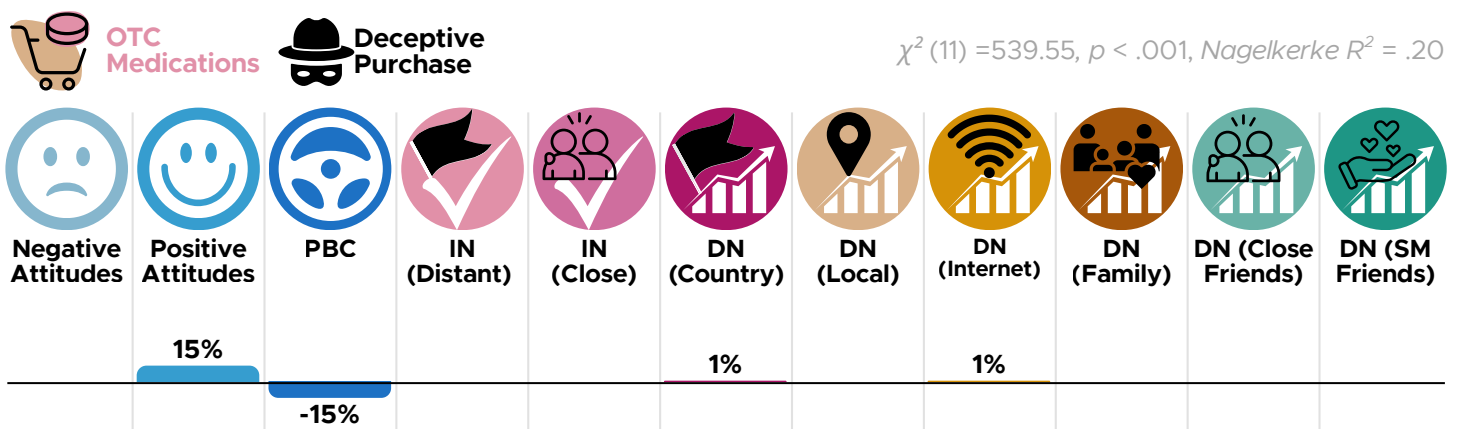 OTC
Medications
Deceptive
Purchase
χ² (11) =539.55, p < .001, Nagelkerke R² = .20
Negative
Attitudes
Positive
Attitudes
PBC
IN
(Distant)
IN
(Close)
DN
(Country)
DN
(Local)
DN
(Internet)
DN
(Family)
DN (Close
Friends)
DN (SM
Friends)
15%
-15%
1%
1%